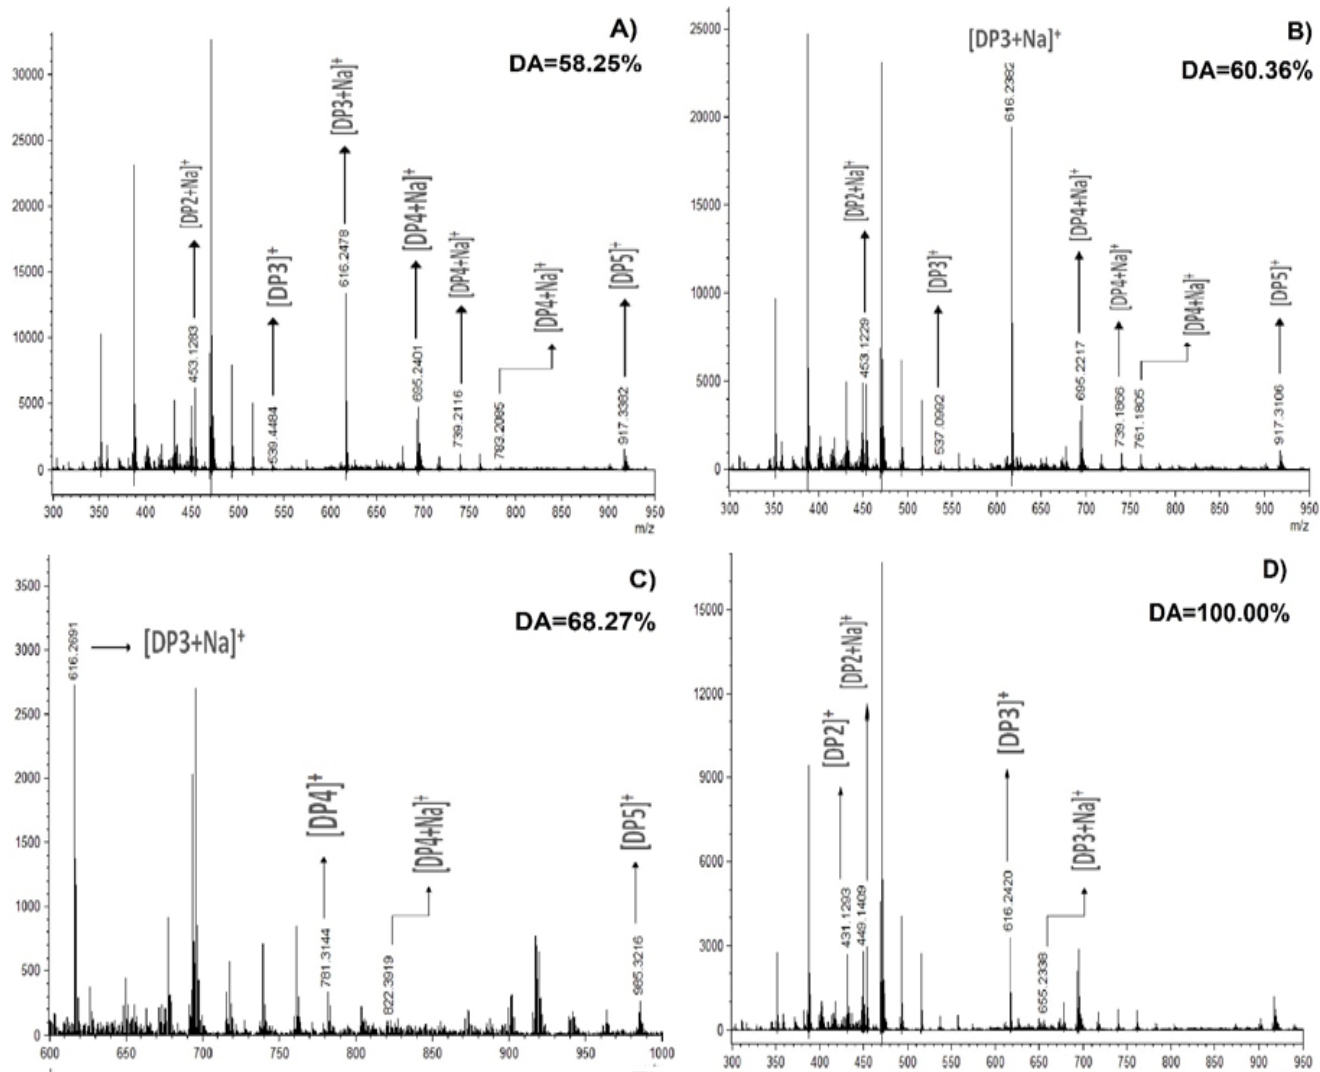 A)
DA=58.25%
30000
25000
20000
15000
10000
5000
0
[DP2+Na]⁺
453.1283
[DP3]⁺
539.4484
[DP3+Na]⁺
616.2478
[DP4+Na]⁺
695.2401
[DP4+Na]⁺
739.2116
[DP4+Na]⁺
783.2085
[DP5]⁺
917.3362
300 350 400 450 500 550 600 650 700 750 800 850 900 950
m/z
B)
DA=60.36%
25000
20000
15000
10000
5000
0
[DP2+Na]⁺
453.1229
[DP3]⁺
537.0992
[DP3+Na]⁺
616.2382
[DP4+Na]⁺
695.2217
[DP4+Na]⁺
739.1866
[DP4+Na]⁺
761.1805
[DP5]⁺
917.3106
300 350 400 450 500 550 600 650 700 750 800 850 900 950
m/z
C)
DA=68.27%
3500
3000
2500
2000
1500
1000
500
0
616.2691
[DP3+Na]⁺
[DP4]⁺
781.3144
[DP4+Na]⁺
822.3919
[DP5]⁺
985.3216
600 650 700 750 800 850 900 950 1000
D)
DA=100.00%
15000
12000
9000
6000
3000
0
[DP2]⁺
431.1293
[DP2+Na]⁺
449.1409
[DP3]⁺
616.2420
[DP3+Na]⁺
655.2338
300 350 400 450 500 550 600 650 700 750 800 850 900 950